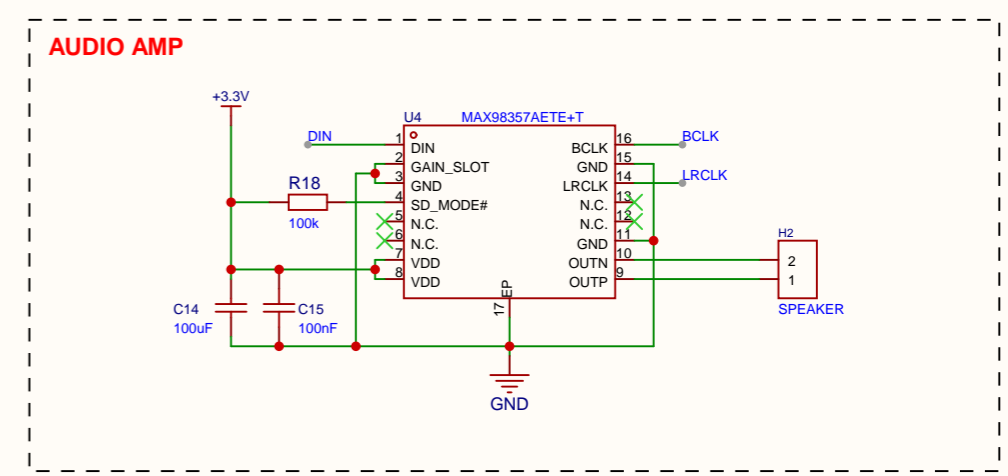 AUDIO AMP
+3.3V
U4 MAX98357AETE+T
DIN
BCLK
LRCLK
1 DIN
2 GAIN_SLOT
3 GND
4 SD_MODE#
5 N.C.
6 N.C.
7 VDD
8 VDD
BCLK 16
GND 15
LRCLK 14
N.C. 13
N.C. 12
GND 11
OUTN 10
OUTP 9
17 EP
R18
100k
C14
100uF
C15
100nF
H2
2
1
SPEAKER
GND